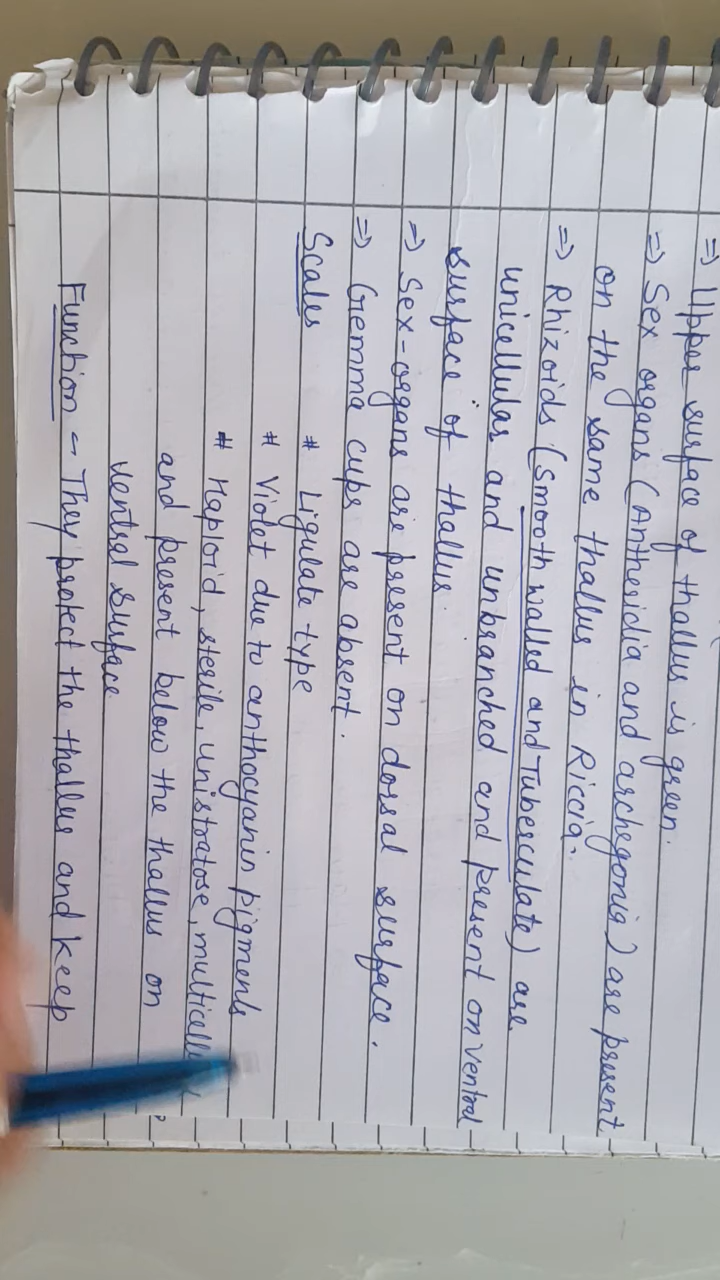 =) Upper surface of thallus is green.
=) Sex organs (Antheridia and archegonia) are present
on the same thallus in Riccia.
=) Rhizoids (Smooth walled and Tuberculate) are
unicellular and unbranched and present on ventral
surface of thallus.
=) Sex-organs are present on dorsal surface.
=) Gemma cups are absent.
Scales # Ligulate type
# Violet due to anthocyanin pigments
# Haploid, sterile, unistratose,
and present below the thallus on
ventral surface
Function - They protect the thallus and keep